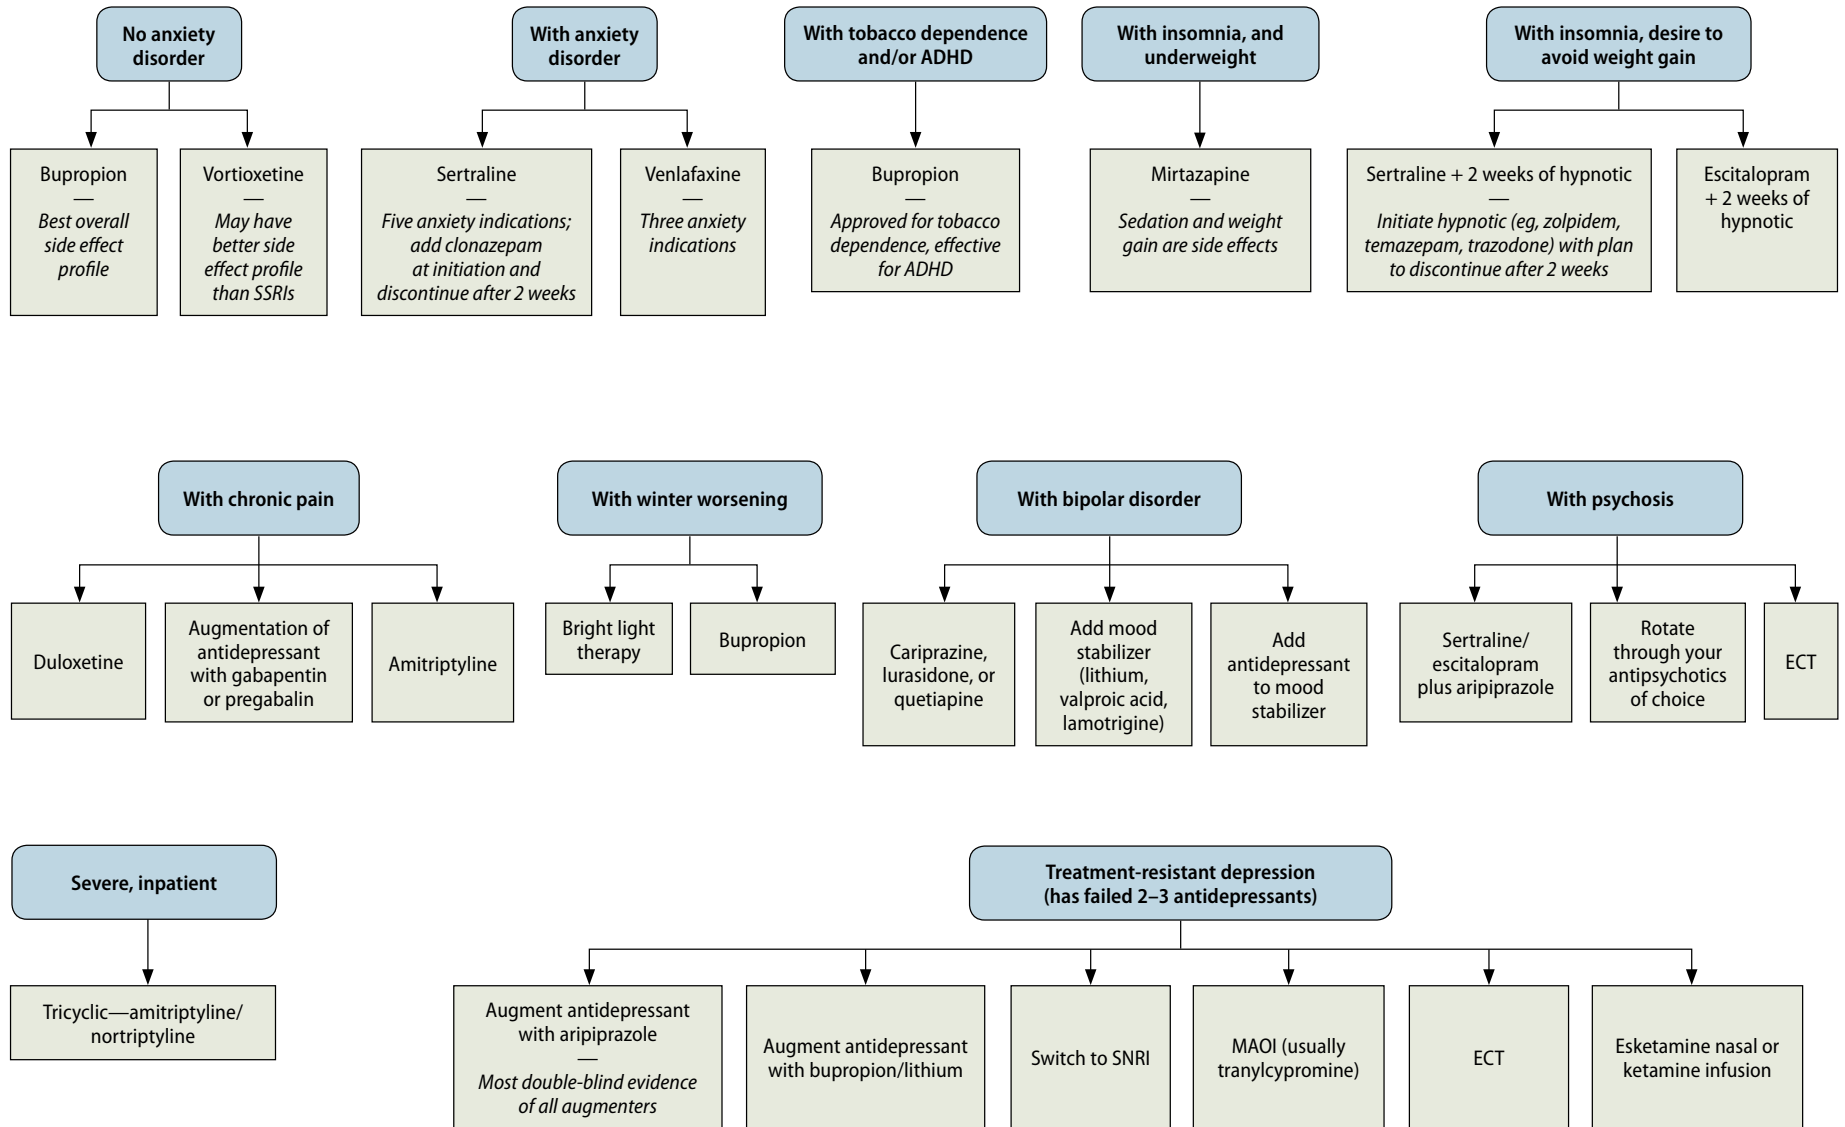 No anxiety
disorder
Bupropion
—
Best overall
side effect
profile
Vortioxetine
—
May have
better side
effect profile
than SSRIs
With anxiety
disorder
Sertraline
—
Five anxiety indications;
add clonazepam
at initiation and
discontinue after 2 weeks
Venlafaxine
—
Three anxiety
indications
With tobacco dependence
and/or ADHD
Bupropion
—
Approved for tobacco
dependence, effective
for ADHD
With insomnia, and
underweight
Mirtazapine
—
Sedation and weight
gain are side effects
With insomnia, desire to
avoid weight gain
Sertraline + 2 weeks of hypnotic
—
Initiate hypnotic (eg, zolpidem,
temazepam, trazodone) with plan
to discontinue after 2 weeks
Escitalopram
+ 2 weeks of
hypnotic
With chronic pain
Duloxetine
Augmentation of
antidepressant
with gabapentin
or pregabalin
Amitriptyline
With winter worsening
Bright light
therapy
Bupropion
With bipolar disorder
Cariprazine,
lurasidone, or
quetiapine
Add mood
stabilizer
(lithium,
valproic acid,
lamotrigine)
Add
antidepressant
to mood
stabilizer
With psychosis
Sertraline/
escitalopram
plus aripiprazole
Rotate
through your
antipsychotics
of choice
ECT
Severe, inpatient
Tricyclic—amitriptyline/
nortriptyline
Treatment-resistant depression
(has failed 2–3 antidepressants)
Augment antidepressant
with aripiprazole
—
Most double-blind evidence
of all augmenters
Augment antidepressant
with bupropion/lithium
Switch to SNRI
MAOI (usually
tranylcypromine)
ECT
Esketamine nasal or
ketamine infusion